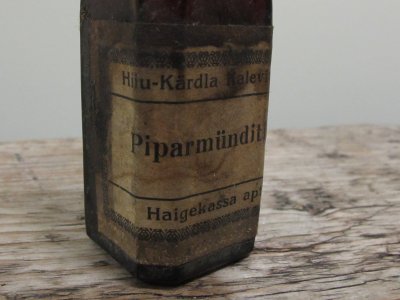 Hiiu-Kärdla Kalev
Piparmündit
Haigekassa ap